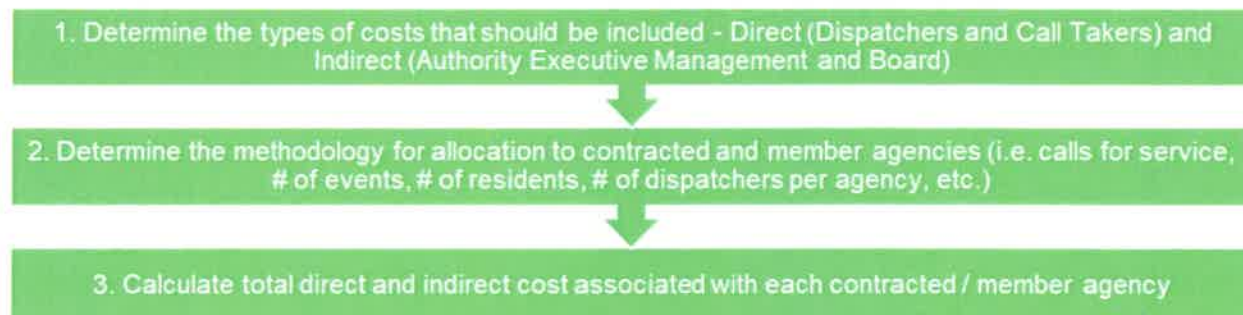 1. Determine the types of costs that should be included - Direct (Dispatchers and Call Takers) and
Indirect (Authority Executive Management and Board)
2. Determine the methodology for allocation to contracted and member agencies (i.e. calls for service,
# of events, # of residents, # of dispatchers per agency, etc.)
3. Calculate total direct and indirect cost associated with each contracted / member agency